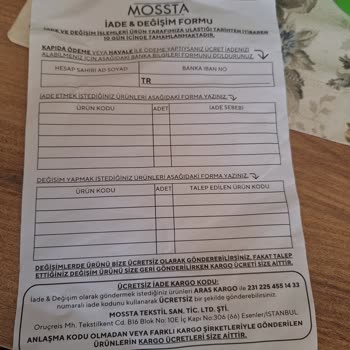 MOSSTA
İADE & DEĞİŞİM FORMU
İADE VE DEĞİŞİM İŞLEMLERİ ÜRÜN TARAFIMIZA ULAŞTIĞI TARİHTEN İTİBAREN
10 GÜN İÇİNDE TAMAMLANMAKTADIR.
KAPIDA ÖDEME VEYA HAVALE İLE ÖDEME YAPTIYSANIZ ÜCRET İADENİZİ
ALABİLMENİZ İÇİN AŞAĞIDAKİ BANKA BİLGİLERİ FORMUNU DOLDURUNUZ.
HESAP SAHİBİ AD SOYAD BANKA IBAN NO
TR
İADE ETMEK İSTEDİĞİNİZ ÜRÜNLERİ AŞAĞIDAKİ FORMA YAZINIZ.
ÜRÜN KODU ADET (İADE SEBEBİ)
DEĞİŞİM YAPMAK İSTEDİĞİNİZ ÜRÜNLERİ AŞAĞIDAKİ FORMA YAZINIZ.
ÜRÜN KODU ADET TALEP EDİLEN ÜRÜN KODU
DEĞİŞİMLERDE ÜRÜNÜ BİZE ÜCRETSİZ OLARAK GÖNDEREBİLİRSİNİZ. FAKAT TALEP
ETTİĞİNİZ DEĞİŞİM ÜRÜNÜ SİZE GERİ GÖNDERİLİRKEN KARGO ÜCRETİ SİZE AİTTİR.
ÜCRETSİZ İADE KARGO KODU:
İade & Değişim olarak göndermek istediğiniz ürünleri ARAS KARGO ile 231 225 455 14 33
numaralı iade kodunu kullanarak ÜCRETSİZ bir şekilde gönderebilirsiniz.
MOSSTA TEKSTİL SAN. TİC. LTD. ŞTİ.
Oruçreis Mh. Tekstilkent Cd. B16 Blok No: 10E İç Kapı No:306 (66) Esenler/İSTANBUL
ANLAŞMA KODU OLMADAN VEYA FARKLI KARGO ŞİRKETLERİYLE GÖNDERİLEN
ÜRÜNLERİN KARGO ÜCRETLERİ SİZE AİTTİR.